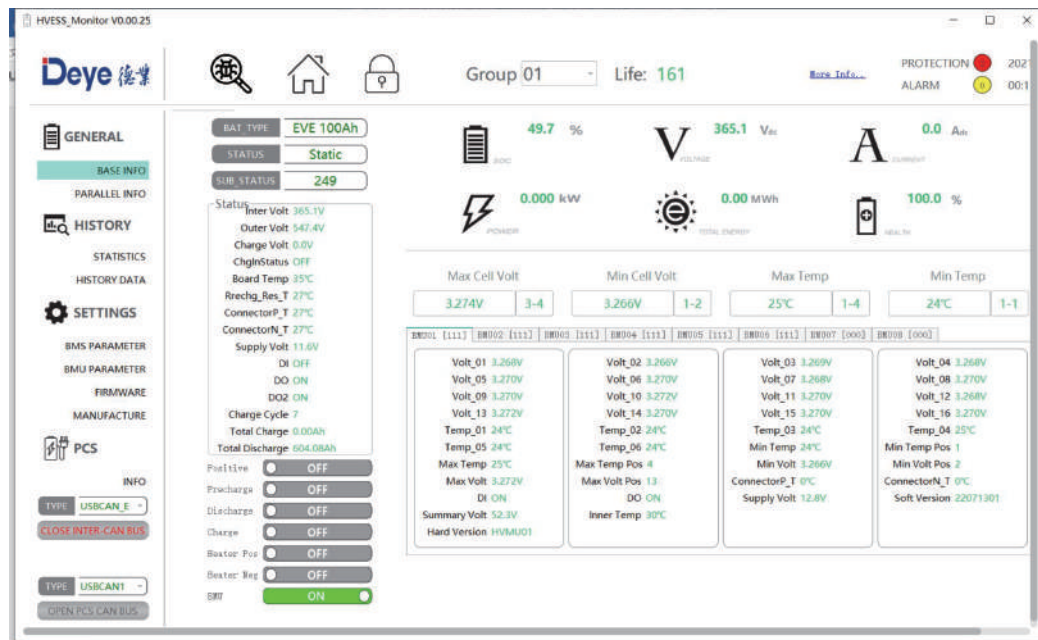 HVESS_Monitor V0.00.25
Deye 德業
Group 01
Life: 161
More Info..
PROTECTION
202
ALARM 0
00:1
GENERAL
BASE INFO
PARALLEL INFO
HISTORY
STATISTICS
HISTORY DATA
SETTINGS
BMS PARAMETER
BMU PARAMETER
FIRMWARE
MANUFACTURE
PCS
INFO
TYPE USBCAN_E
CLOSE INTER-CAN BUS
TYPE USBCAN1
OPEN PCS CAN BUS
BAT_TYPE EVE 100Ah
STATUS Static
SUB_STATUS 249
Status
Inter Volt 365.1V
Outer Volt 547.4V
Charge Volt 0.0V
ChgInStatus OFF
Board Temp 35℃
Rrechg_Res_T 27℃
ConnectorP_T 27℃
ConnectorN_T 27℃
Supply Volt 11.6V
DI OFF
DO ON
DO2 ON
Charge Cycle 7
Total Charge 0.00Ah
Total Discharge 604.08Ah
Positive OFF
Precharge OFF
Discharge OFF
Charge OFF
Heater Pos OFF
Heater Neg OFF
BMU ON
49.7 %
SOC
V 365.1 Vdc
VOLTAGE
A 0.0 Adc
CURRENT
0.000 kW
POWER
0.00 MWh
TOTAL ENERGY
100.0 %
HEALTH
Max Cell Volt Min Cell Volt Max Temp Min Temp
3.274V 3-4 3.266V 1-2 25℃ 1-4 24℃ 1-1
BMU01 [111] BMU02 [111] BMU03 [111] BMU04 [111] BMU05 [111] BMU06 [111] BMU07 [000] BMU08 [000]
Volt_01 3.268V Volt_02 3.266V Volt_03 3.269V Volt_04 3.268V
Volt_05 3.270V Volt_06 3.270V Volt_07 3.268V Volt_08 3.270V
Volt_09 3.270V Volt_10 3.272V Volt_11 3.270V Volt_12 3.268V
Volt_13 3.272V Volt_14 3.270V Volt_15 3.270V Volt_16 3.270V
Temp_01 24℃ Temp_02 24℃ Temp_03 24℃ Temp_04 25℃
Temp_05 24℃ Temp_06 24℃ Min Temp 24℃ Min Temp Pos 1
Max Temp 25℃ Max Temp Pos 4 Min Volt 3.266V Min Volt Pos 2
Max Volt 3.272V Max Volt Pos 13 ConnectorP_T 0℃ ConnectorN_T 0℃
DI ON DO ON Supply Volt 12.8V Soft Version 22071301
Summary Volt 52.3V Inner Temp 30℃
Hard Version HVMU01